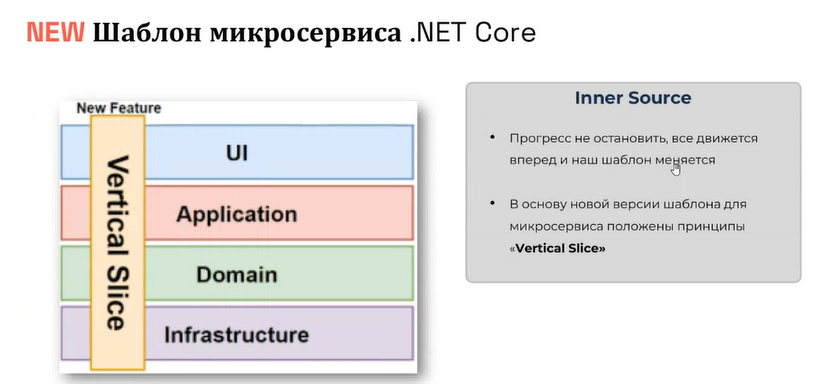 NEW Шаблон микросервиса .NET Core
New Feature
Vertical Slice
UI
Application
Domain
Infrastructure
Inner Source
• Прогресс не остановить, все движется
вперед и наш шаблон меняется
• В основу новой версии шаблона для
микросервиса положены принципы
«Vertical Slice»